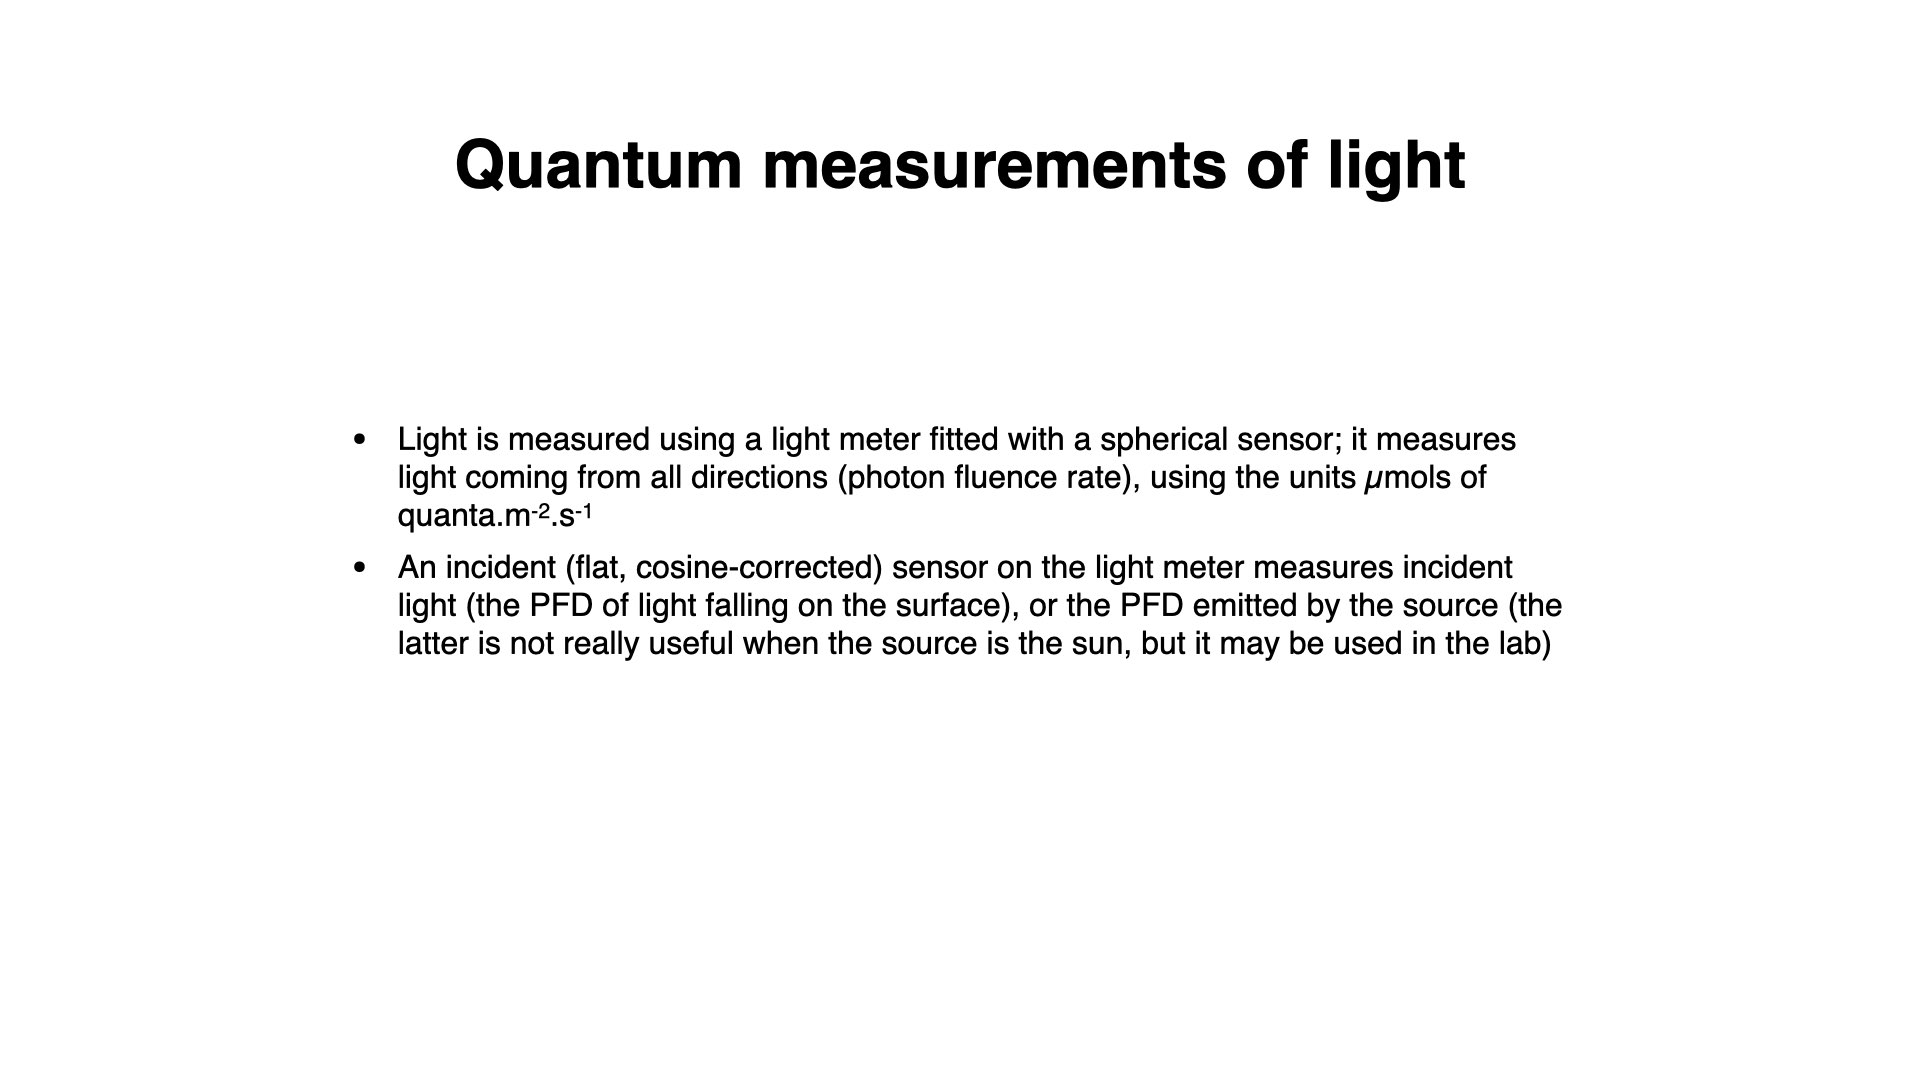 Quantum measurements of light
• Light is measured using a light meter fitted with a spherical sensor; it measures
light coming from all directions (photon fluence rate), using the units µmols of
quanta.m⁻².s⁻¹
• An incident (flat, cosine-corrected) sensor on the light meter measures incident
light (the PFD of light falling on the surface), or the PFD emitted by the source (the
latter is not really useful when the source is the sun, but it may be used in the lab)